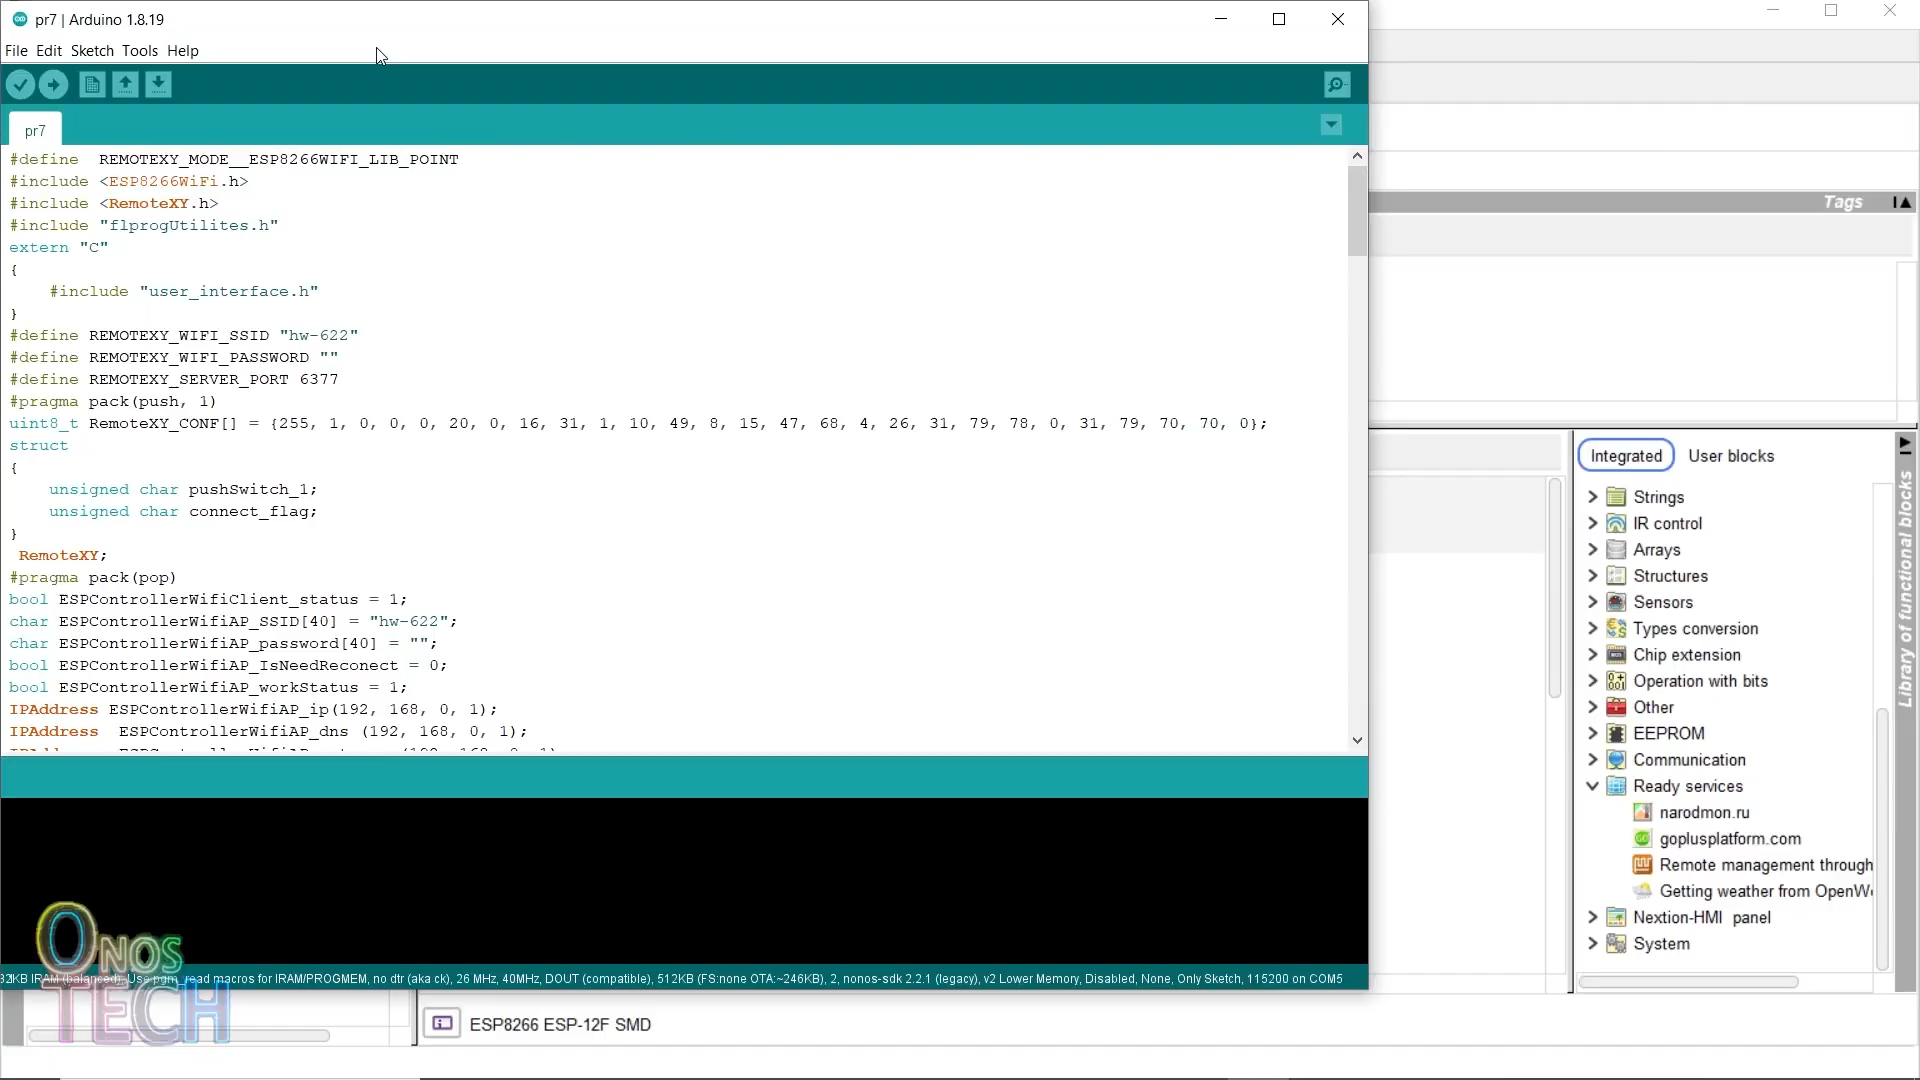 pr7 | Arduino 1.8.19
File Edit Sketch Tools Help
pr7
#define  REMOTEXY_MODE__ESP8266WIFI_LIB_POINT
#include <ESP8266WiFi.h>
#include <RemoteXY.h>
#include "flprogUtilites.h"
extern "C"
{
#include "user_interface.h"
}
#define REMOTEXY_WIFI_SSID "hw-622"
#define REMOTEXY_WIFI_PASSWORD ""
#define REMOTEXY_SERVER_PORT 6377
#pragma pack(push, 1)
uint8_t RemoteXY_CONF[] = {255, 1, 0, 0, 0, 20, 0, 16, 31, 1, 10, 49, 8, 15, 47, 68, 4, 26, 31, 79, 78, 0, 31, 79, 70, 70, 0};
struct
{
unsigned char pushSwitch_1;
unsigned char connect_flag;
}
RemoteXY;
#pragma pack(pop)
bool ESPControllerWifiClient_status = 1;
char ESPControllerWifiAP_SSID[40] = "hw-622";
char ESPControllerWifiAP_password[40] = "";
bool ESPControllerWifiAP_IsNeedReconect = 0;
bool ESPControllerWifiAP_workStatus = 1;
IPAddress ESPControllerWifiAP_ip(192, 168, 0, 1);
IPAddress  ESPControllerWifiAP_dns (192, 168, 0, 1);
32KB IRAM (balanced), Use pgm_read macros for IRAM/PROGMEM, no dtr (aka ck), 26 MHz, 40MHz, DOUT (compatible), 512KB (FS:none OTA:~246KB), 2, nonos-sdk 2.2.1 (legacy), v2 Lower Memory, Disabled, None, Only Sketch, 115200 on COM5
ONOS
TECH
ESP8266 ESP-12F SMD
Tags
Integrated User blocks
Strings
IR control
Arrays
Structures
Sensors
Types conversion
Chip extension
Operation with bits
Other
EEPROM
Communication
Ready services
narodmon.ru
goplusplatform.com
Remote management through
Getting weather from OpenW
Nextion-HMI panel
System
Library of functional blocks